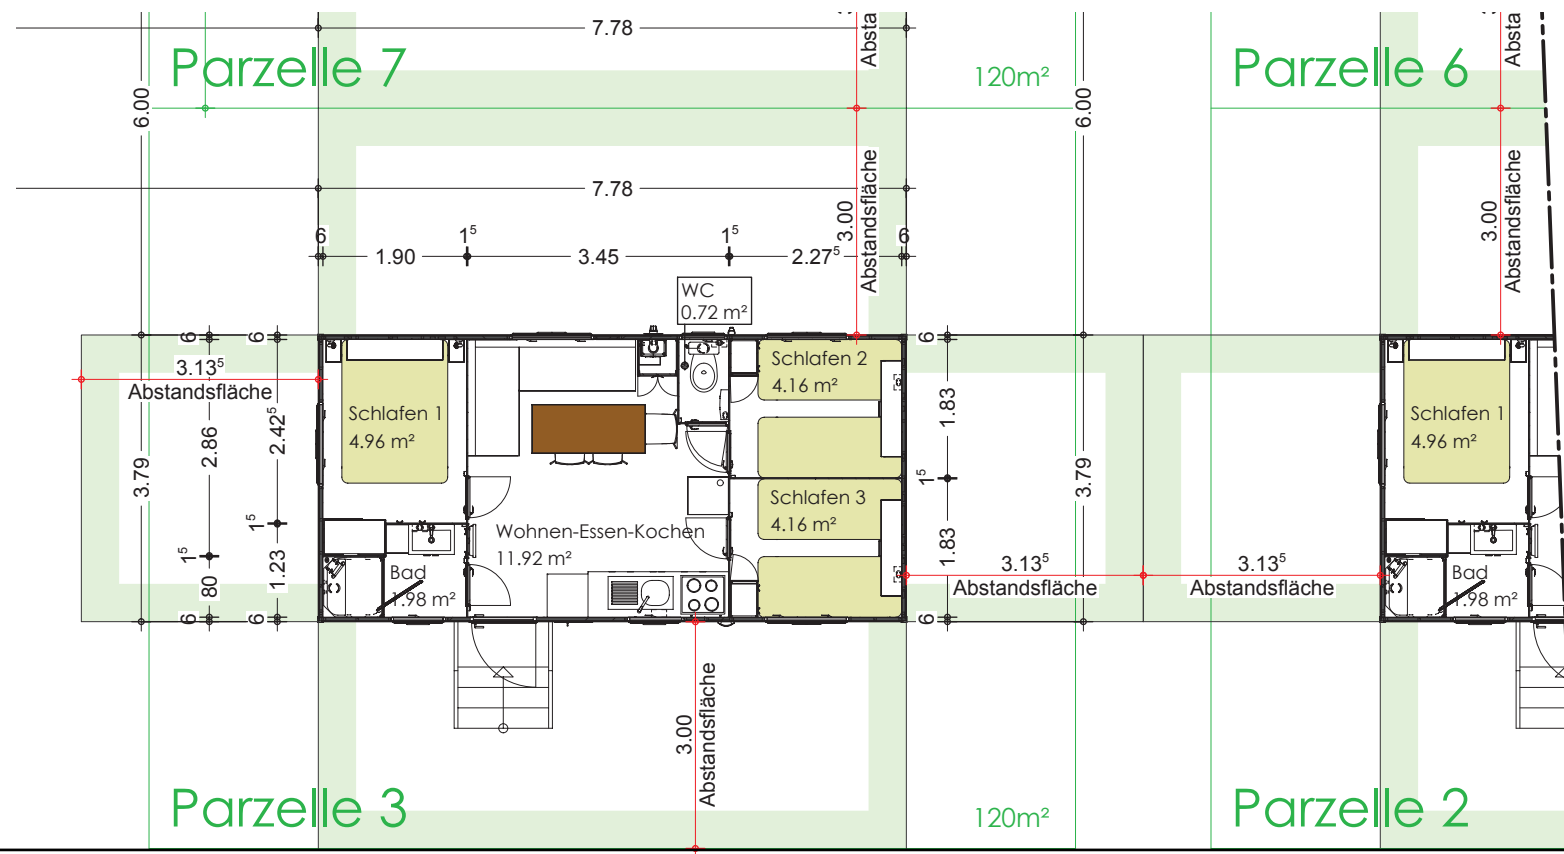 7.78
Absta
Absta
Parzelle 7
120m²
Parzelle 6
6.00
6.00
Abstandsfläche
3.00
Abstandsfläche
3.00
7.78
6
1.90
1⁵
3.45
1⁵
2.27⁵
6
WC
0.72 m²
6
6
6
3.13⁵
Abstandsfläche
2.86
2.42⁵
3.79
1⁵
1⁵
80
1.23
6
6
Schlafen 1
4.96 m²
Schlafen 2
4.16 m²
Schlafen 3
4.16 m²
Wohnen-Essen-Kochen
11.92 m²
Bad
1.98 m²
1.83
1⁵
1.83
6
3.79
3.13⁵
Abstandsfläche
3.13⁵
Abstandsfläche
Schlafen 1
4.96 m²
Bad
1.98 m²
3.00
Abstandsfläche
Parzelle 3
120m²
Parzelle 2